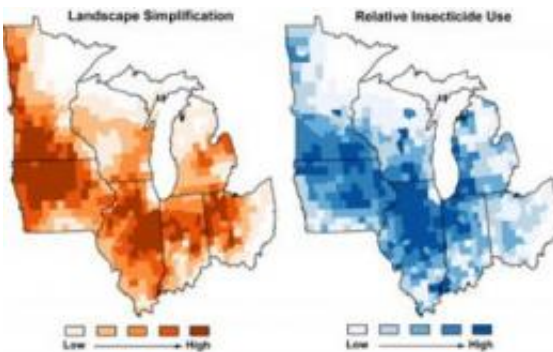 Landscape Simplification
Relative Insecticide Use
Low High
Low High